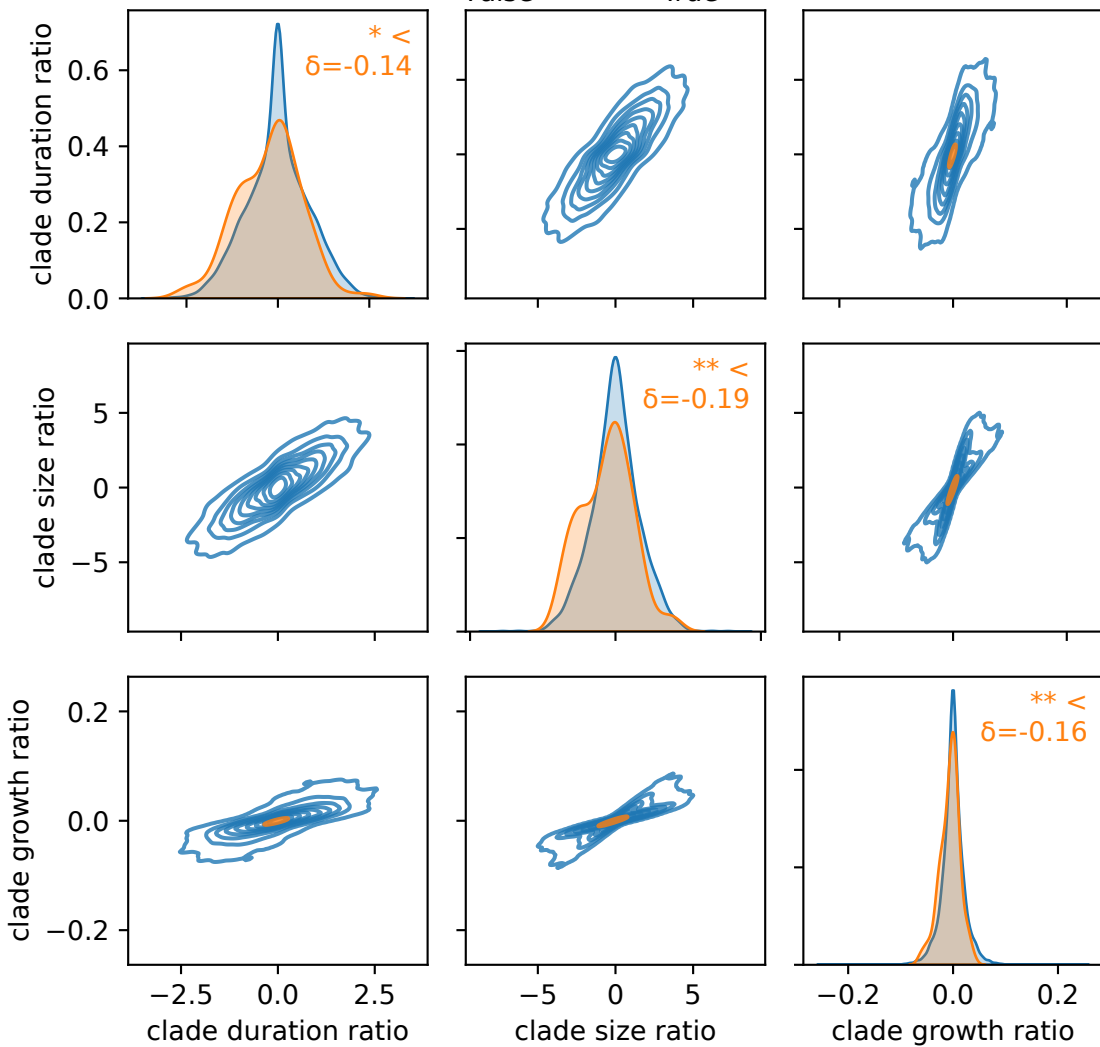 clade duration ratio
0.6
0.4
0.2
0.0
* <
δ=-0.14
clade size ratio
5
0
−5
** <
δ=-0.19
clade growth ratio
0.2
0.0
−0.2
** <
δ=-0.16
−2.5 0.0 2.5
clade duration ratio
−5 0 5
clade size ratio
−0.2 0.0 0.2
clade growth ratio